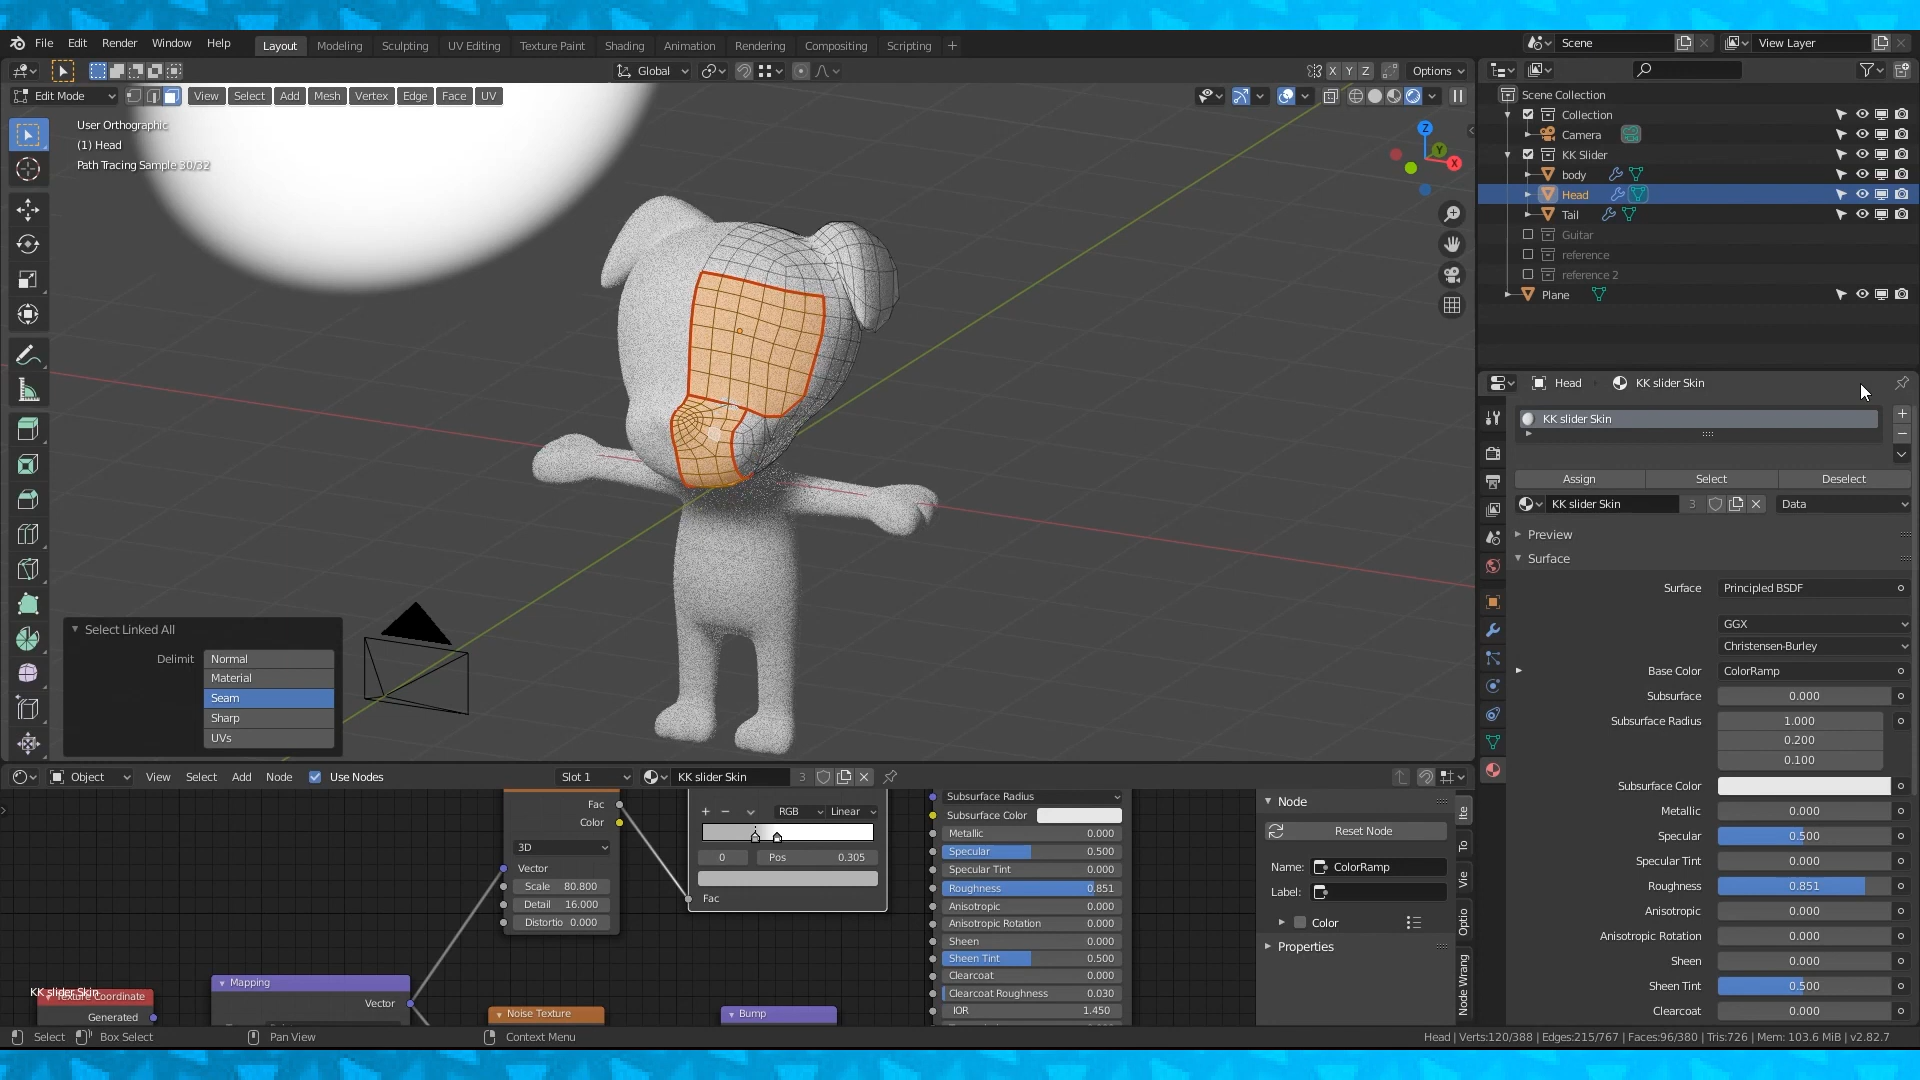 File Edit Render Window Help Layout Modeling Sculpting UV Editing Texture Paint Shading Animation Rendering Compositing Scripting + Scene View Layer
Global X Y Z Options
Edit Mode View Select Add Mesh Vertex Edge Face UV
User Orthographic
(1) Head
Path Tracing Sample 30/32
Z Y X
Select Linked All
Delimit Normal
Material
Seam
Sharp
UVs
Scene Collection
Collection
Camera
KK Slider
body
Head
Tail
Guitar
reference
reference 2
Plane
Head KK slider Skin
KK slider Skin
Assign Select Deselect
KK slider Skin 3 Data
Preview
Surface
Surface Principled BSDF
GGX
Christensen-Burley
Base Color ColorRamp
Subsurface 0.000
Subsurface Radius 1.000
0.200
0.100
Subsurface Color
Metallic 0.000
Specular 0.500
Specular Tint 0.000
Roughness 0.851
Anisotropic 0.000
Anisotropic Rotation 0.000
Sheen 0.000
Sheen Tint 0.500
Clearcoat 0.000
Object View Select Add Node Use Nodes Slot 1 KK slider Skin 3
Fac
Color
3D
Vector
Scale 80.800
Detail 16.000
Distortio 0.000
+ − RGB Linear
0 Pos 0.305
Fac
Subsurface Radius
Subsurface Color
Metallic 0.000
Specular 0.500
Specular Tint 0.000
Roughness 0.851
Anisotropic 0.000
Anisotropic Rotation 0.000
Sheen 0.000
Sheen Tint 0.500
Clearcoat 0.000
Clearcoat Roughness 0.030
IOR 1.450
Node
Reset Node
Name: ColorRamp
Label:
Color
Properties
Ite
To
Vie
Optio
Node Wrang
Mapping
Vector
KK slider Skin
Texture Coordinate
Generated
Noise Texture
Bump
Select Box Select Pan View Context Menu Head | Verts:120/388 | Edges:215/767 | Faces:96/380 | Tris:726 | Mem: 103.6 MiB | v2.82.7